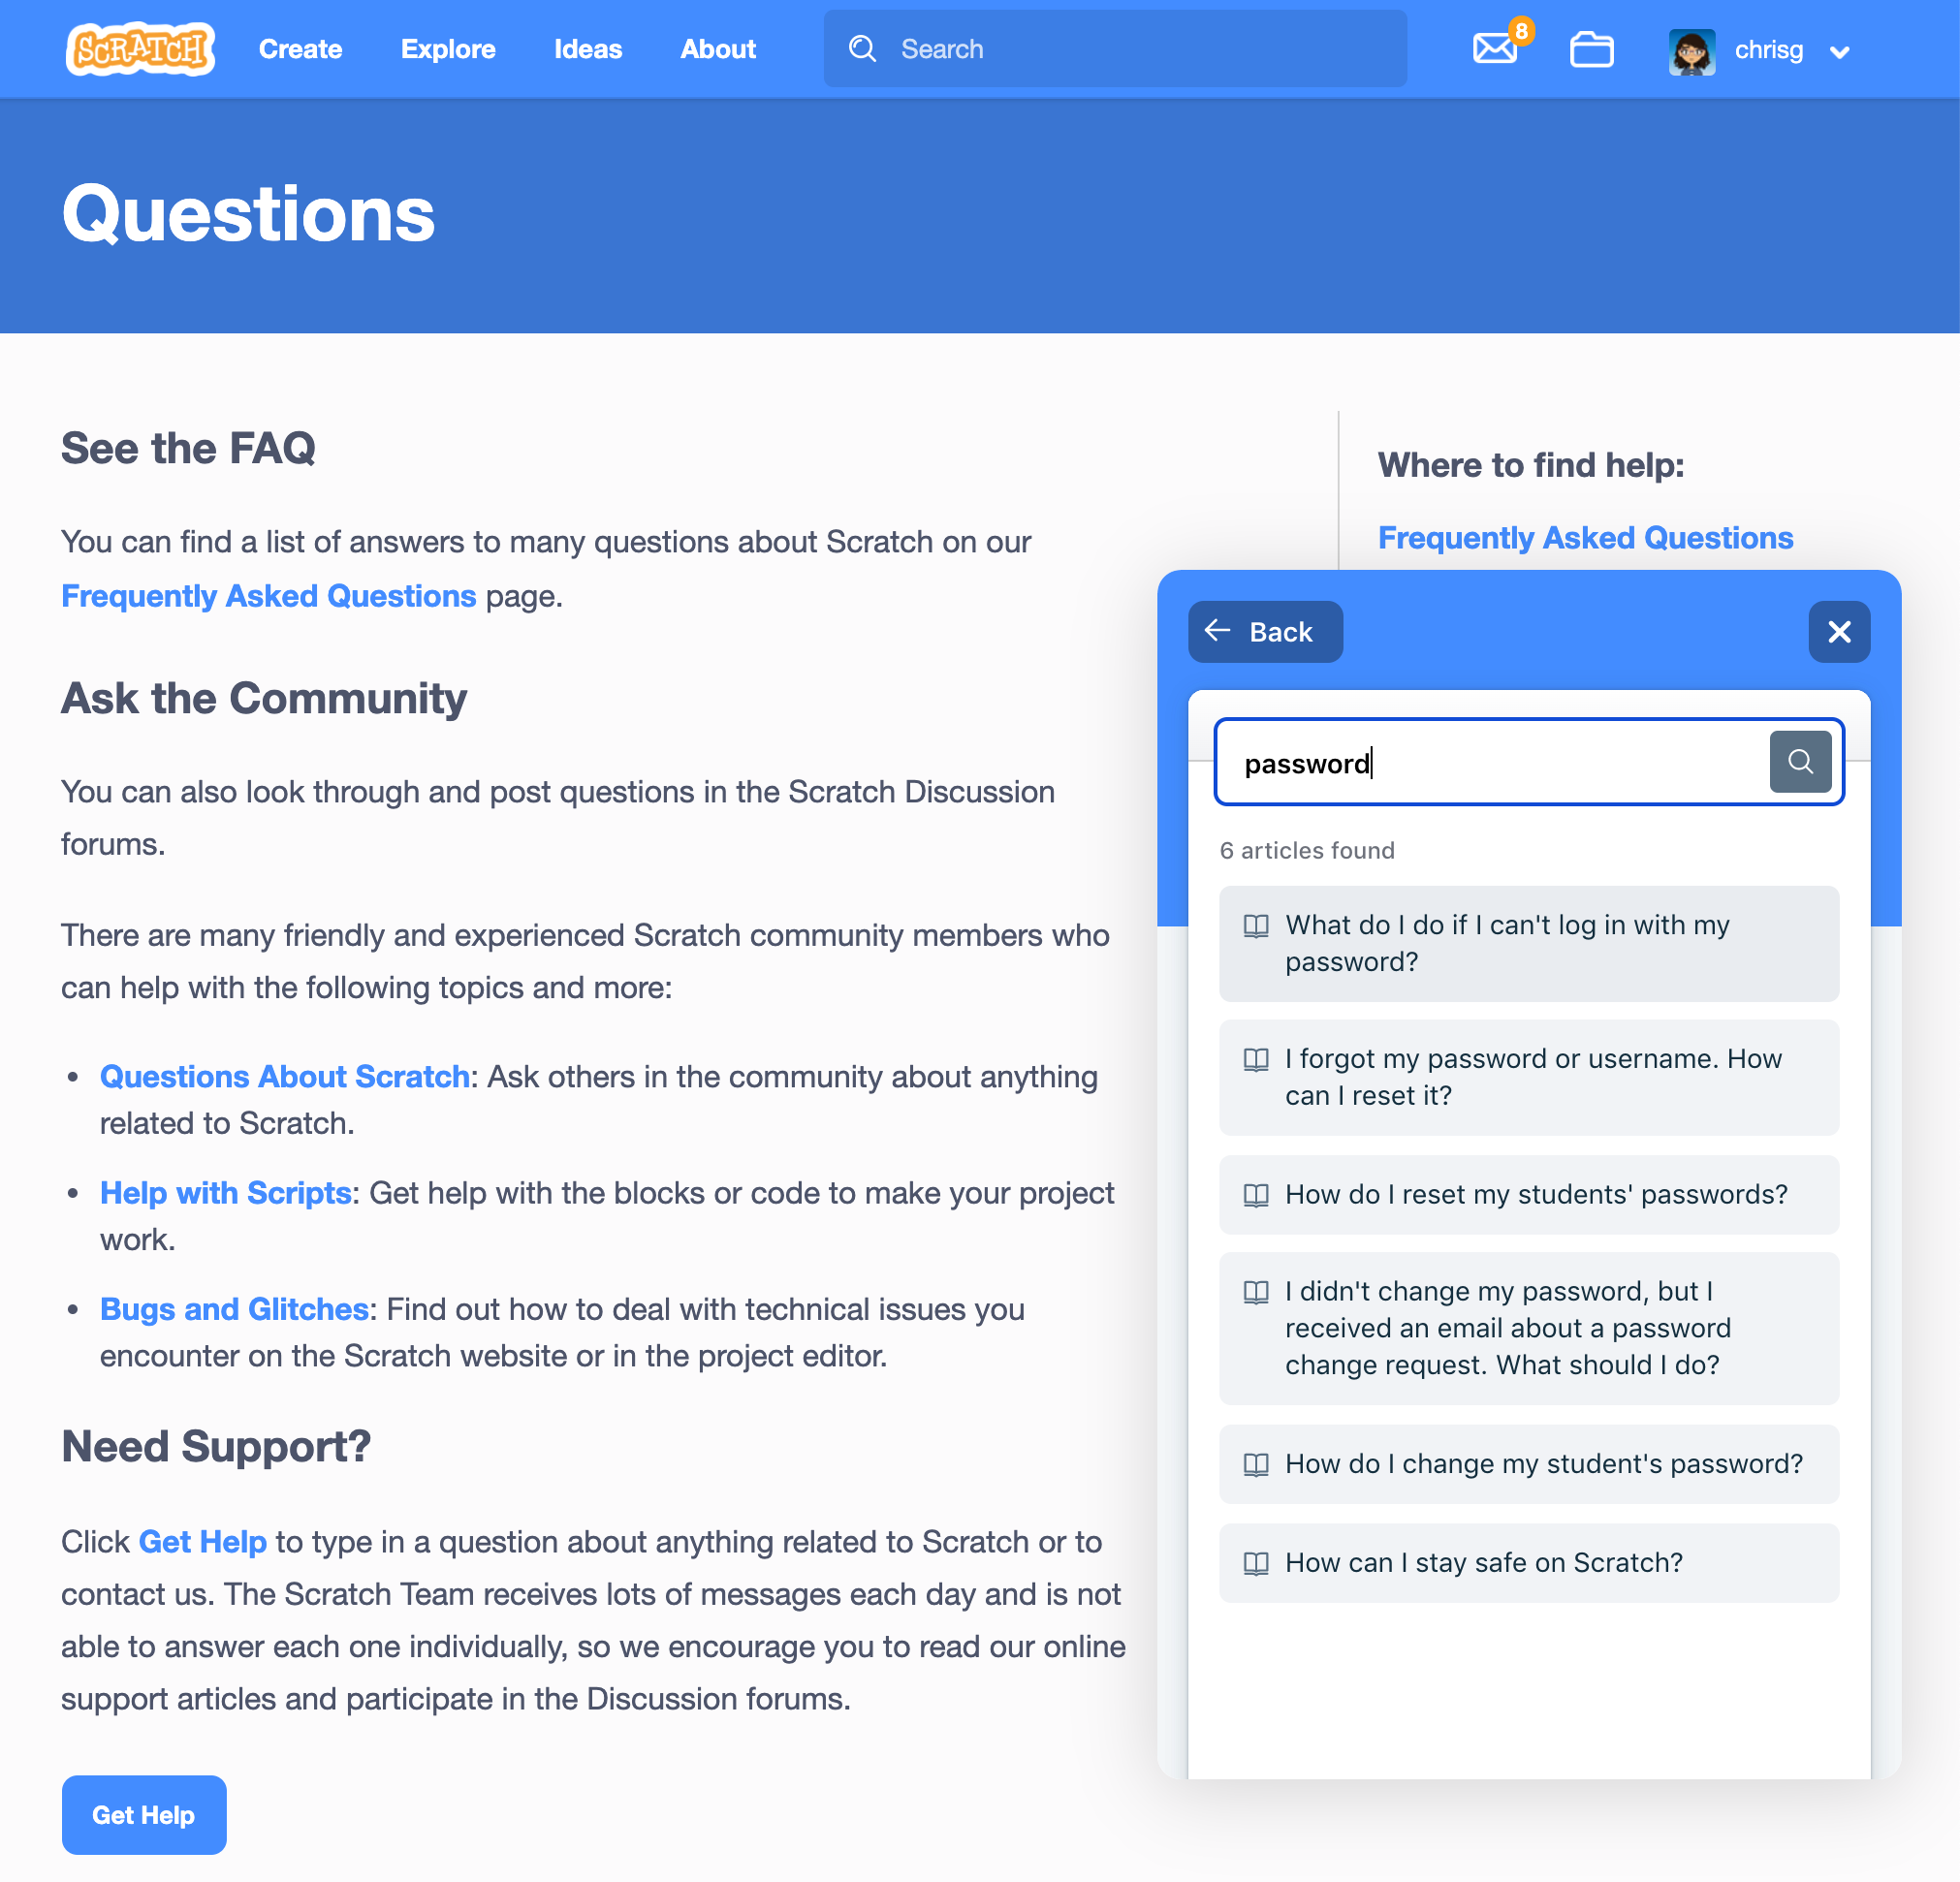 SCRATCH Create Explore Ideas About Search 8 chrisg
Questions
See the FAQ
You can find a list of answers to many questions about Scratch on our
Frequently Asked Questions page.
Ask the Community
You can also look through and post questions in the Scratch Discussion
forums.
There are many friendly and experienced Scratch community members who
can help with the following topics and more:
• Questions About Scratch: Ask others in the community about anything
related to Scratch.
• Help with Scripts: Get help with the blocks or code to make your project
work.
• Bugs and Glitches: Find out how to deal with technical issues you
encounter on the Scratch website or in the project editor.
Need Support?
Click Get Help to type in a question about anything related to Scratch or to
contact us. The Scratch Team receives lots of messages each day and is not
able to answer each one individually, so we encourage you to read our online
support articles and participate in the Discussion forums.
Get Help
Where to find help:
Frequently Asked Questions
Back
password
6 articles found
What do I do if I can't log in with my
password?
I forgot my password or username. How
can I reset it?
How do I reset my students' passwords?
I didn't change my password, but I
received an email about a password
change request. What should I do?
How do I change my student's password?
How can I stay safe on Scratch?